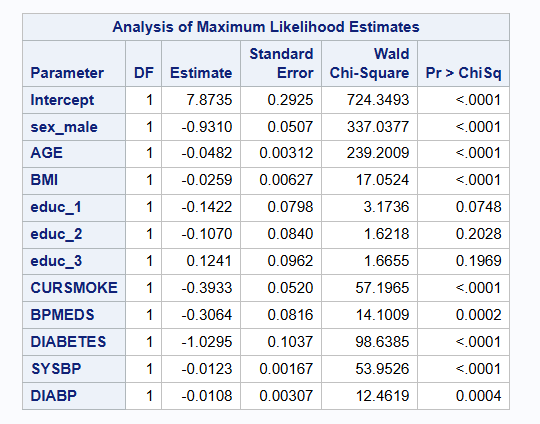 Analysis of Maximum Likelihood Estimates
Parameter DF Estimate Standard Error Wald Chi-Square Pr > ChiSq
Intercept 1 7.8735 0.2925 724.3493 <.0001
sex_male 1 -0.9310 0.0507 337.0377 <.0001
AGE 1 -0.0482 0.00312 239.2009 <.0001
BMI 1 -0.0259 0.00627 17.0524 <.0001
educ_1 1 -0.1422 0.0798 3.1736 0.0748
educ_2 1 -0.1070 0.0840 1.6218 0.2028
educ_3 1 0.1241 0.0962 1.6655 0.1969
CURSMOKE 1 -0.3933 0.0520 57.1965 <.0001
BPMEDS 1 -0.3064 0.0816 14.1009 0.0002
DIABETES 1 -1.0295 0.1037 98.6385 <.0001
SYSBP 1 -0.0123 0.00167 53.9526 <.0001
DIABP 1 -0.0108 0.00307 12.4619 0.0004